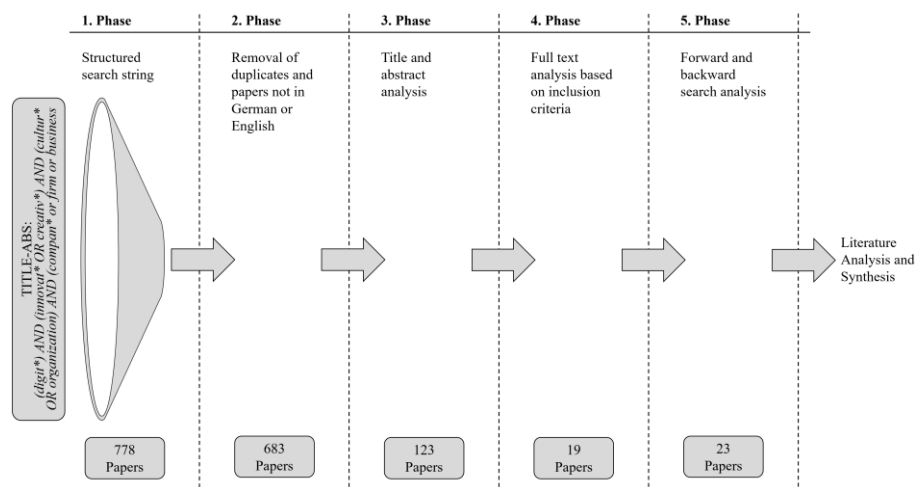 1. Phase
2. Phase
3. Phase
4. Phase
5. Phase
Structured
search string
Removal of
duplicates and
papers not in
German or
English
Title and
abstract
analysis
Full text
analysis based
on inclusion
criteria
Forward and
backward
search analysis
TITLE-ABS:
(digit*) AND (innovat* OR creativ*) AND (cultur*
OR organization) AND (compan* or firm or business
Literature
Analysis and
Synthesis
778
Papers
683
Papers
123
Papers
19
Papers
23
Papers